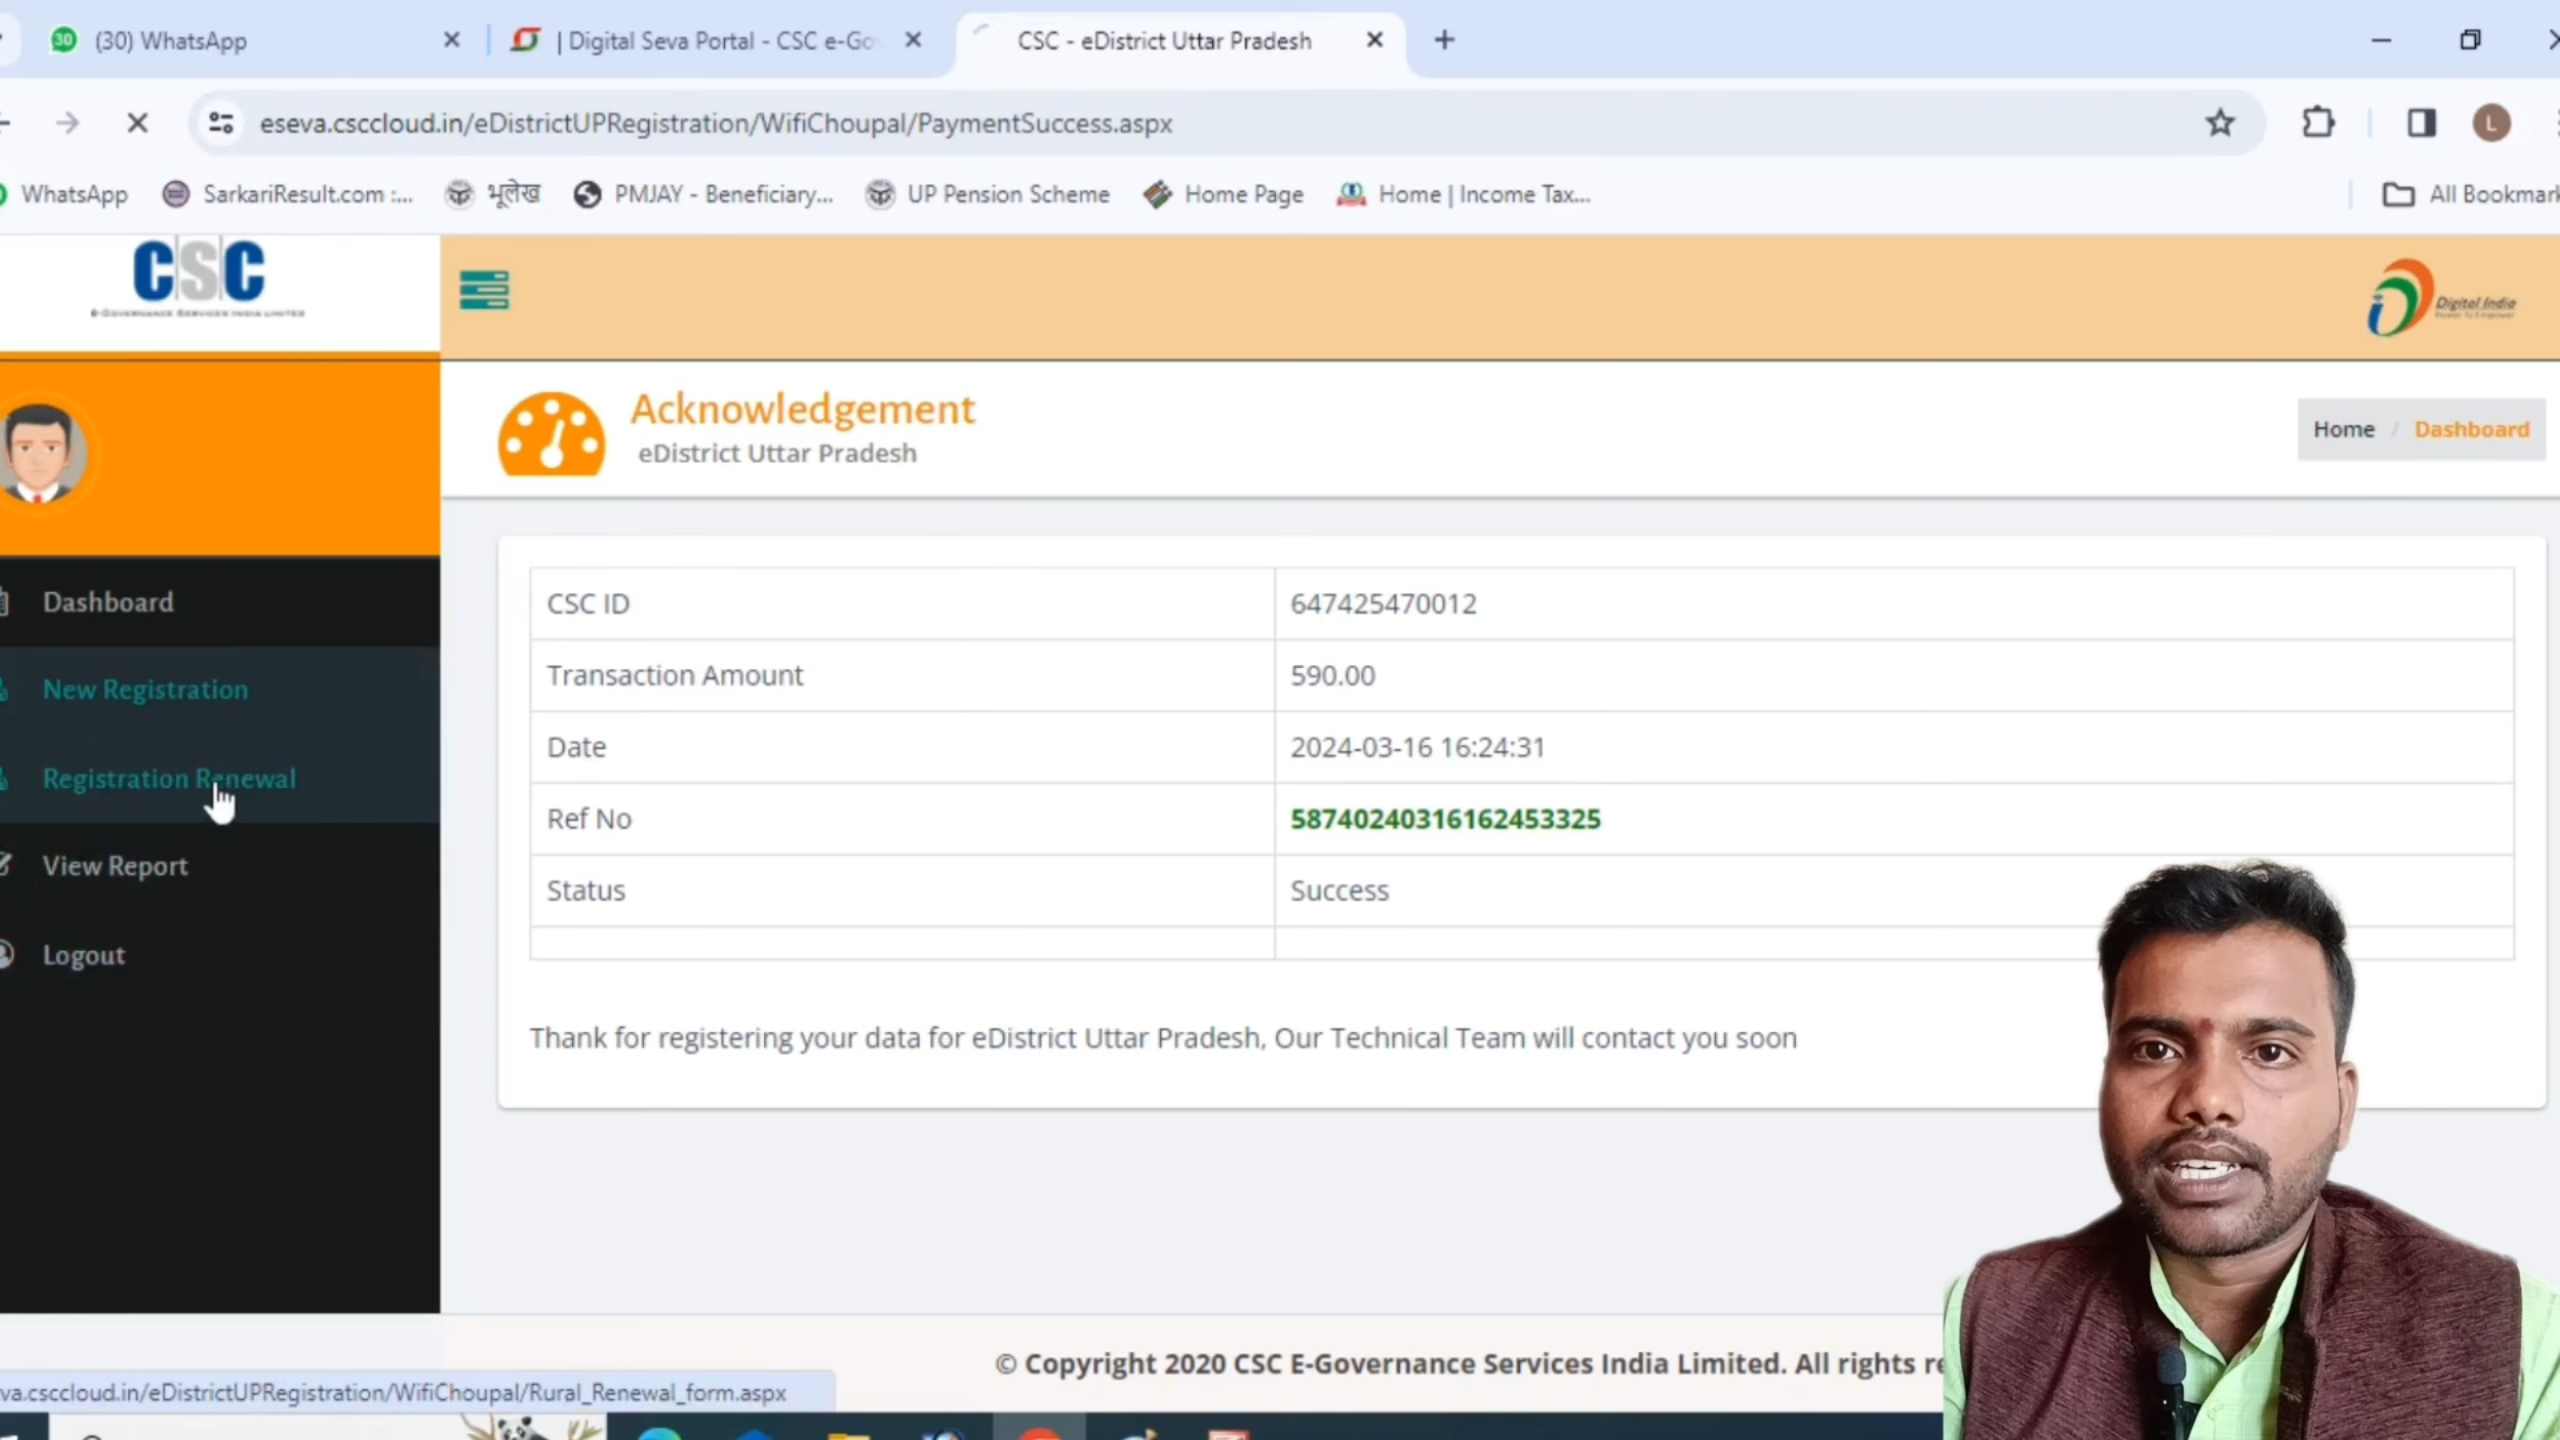 30 (30) WhatsApp | Digital Seva Portal - CSC e-Go CSC - eDistrict Uttar Pradesh
eseva.csccloud.in/eDistrictUPRegistration/WifiChoupal/PaymentSuccess.aspx L
WhatsApp SarkariResult.com :... भूलेख PMJAY - Beneficiary... UP Pension Scheme Home Page Home | Income Tax... All Bookmark
CSC
E-GOVERNANCE SERVICES INDIA LIMITED
Digital India
Power To Empower
Acknowledgement
eDistrict Uttar Pradesh
Home / Dashboard
Dashboard
New Registration
Registration Renewal
View Report
Logout
CSC ID 647425470012
Transaction Amount 590.00
Date 2024-03-16 16:24:31
Ref No 58740240316162453325
Status Success
Thank for registering your data for eDistrict Uttar Pradesh, Our Technical Team will contact you soon
© Copyright 2020 CSC E-Governance Services India Limited. All rights re
va.csccloud.in/eDistrictUPRegistration/WifiChoupal/Rural_Renewal_form.aspx